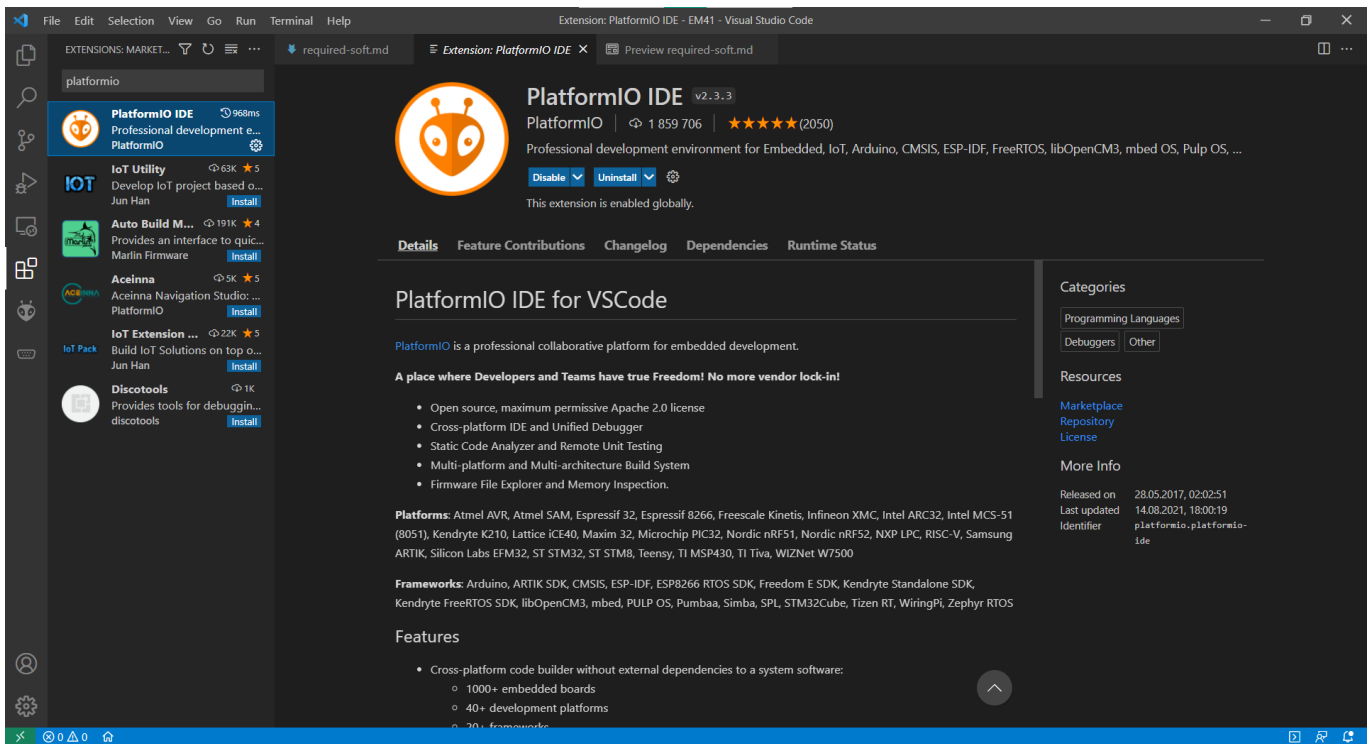 File Edit Selection View Go Run Terminal Help
Extension: PlatformIO IDE - EM41 - Visual Studio Code
EXTENSIONS: MARKET...
required-soft.md
Extension: PlatformIO IDE
Preview required-soft.md
platformio
PlatformIO IDE 968ms
Professional development e...
PlatformIO
IoT Utility 63K ★ 5
Develop IoT project based o...
Jun Han Install
Auto Build M... 191K ★ 4
Provides an interface to quic...
Marlin Firmware Install
Aceinna 5K ★ 5
Aceinna Navigation Studio: ...
PlatformIO Install
IoT Extension ... 22K ★ 5
Build IoT Solutions on top o...
Jun Han Install
Discotools 1K
Provides tools for debuggin...
discotools Install
IOT
marlin
ACEINNA
IoT Pack
PlatformIO IDE v2.3.3
PlatformIO | 1 859 706 | ★★★★★(2050)
Professional development environment for Embedded, IoT, Arduino, CMSIS, ESP-IDF, FreeRTOS, libOpenCM3, mbed OS, Pulp OS, ...
Disable Uninstall
This extension is enabled globally.
Details Feature Contributions Changelog Dependencies Runtime Status
PlatformIO IDE for VSCode
PlatformIO is a professional collaborative platform for embedded development.
A place where Developers and Teams have true Freedom! No more vendor lock-in!
• Open source, maximum permissive Apache 2.0 license
• Cross-platform IDE and Unified Debugger
• Static Code Analyzer and Remote Unit Testing
• Multi-platform and Multi-architecture Build System
• Firmware File Explorer and Memory Inspection.
Platforms: Atmel AVR, Atmel SAM, Espressif 32, Espressif 8266, Freescale Kinetis, Infineon XMC, Intel ARC32, Intel MCS-51
(8051), Kendryte K210, Lattice iCE40, Maxim 32, Microchip PIC32, Nordic nRF51, Nordic nRF52, NXP LPC, RISC-V, Samsung
ARTIK, Silicon Labs EFM32, ST STM32, ST STM8, Teensy, TI MSP430, TI Tiva, WIZNet W7500
Frameworks: Arduino, ARTIK SDK, CMSIS, ESP-IDF, ESP8266 RTOS SDK, Freedom E SDK, Kendryte Standalone SDK,
Kendryte FreeRTOS SDK, libOpenCM3, mbed, PULP OS, Pumbaa, Simba, SPL, STM32Cube, Tizen RT, WiringPi, Zephyr RTOS
Features
• Cross-platform code builder without external dependencies to a system software:
○ 1000+ embedded boards
○ 40+ development platforms
○ 20+ frameworks
Categories
Programming Languages
Debuggers Other
Resources
Marketplace
Repository
License
More Info
Released on 28.05.2017, 02:02:51
Last updated 14.08.2021, 18:00:19
Identifier platformio.platformio-
ide
0 0